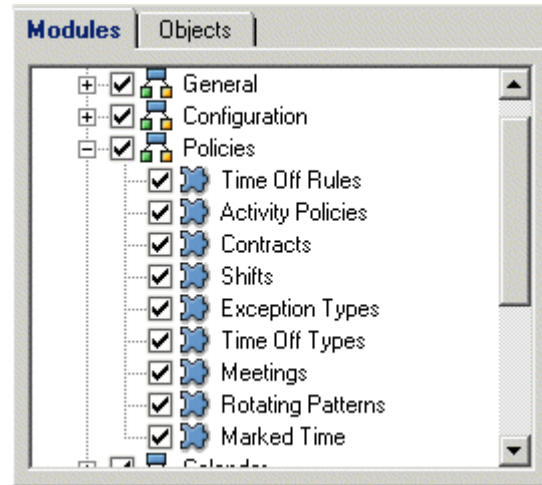 Modules Objects
General
Configuration
Policies
Time Off Rules
Activity Policies
Contracts
Shifts
Exception Types
Time Off Types
Meetings
Rotating Patterns
Marked Time
Calendar